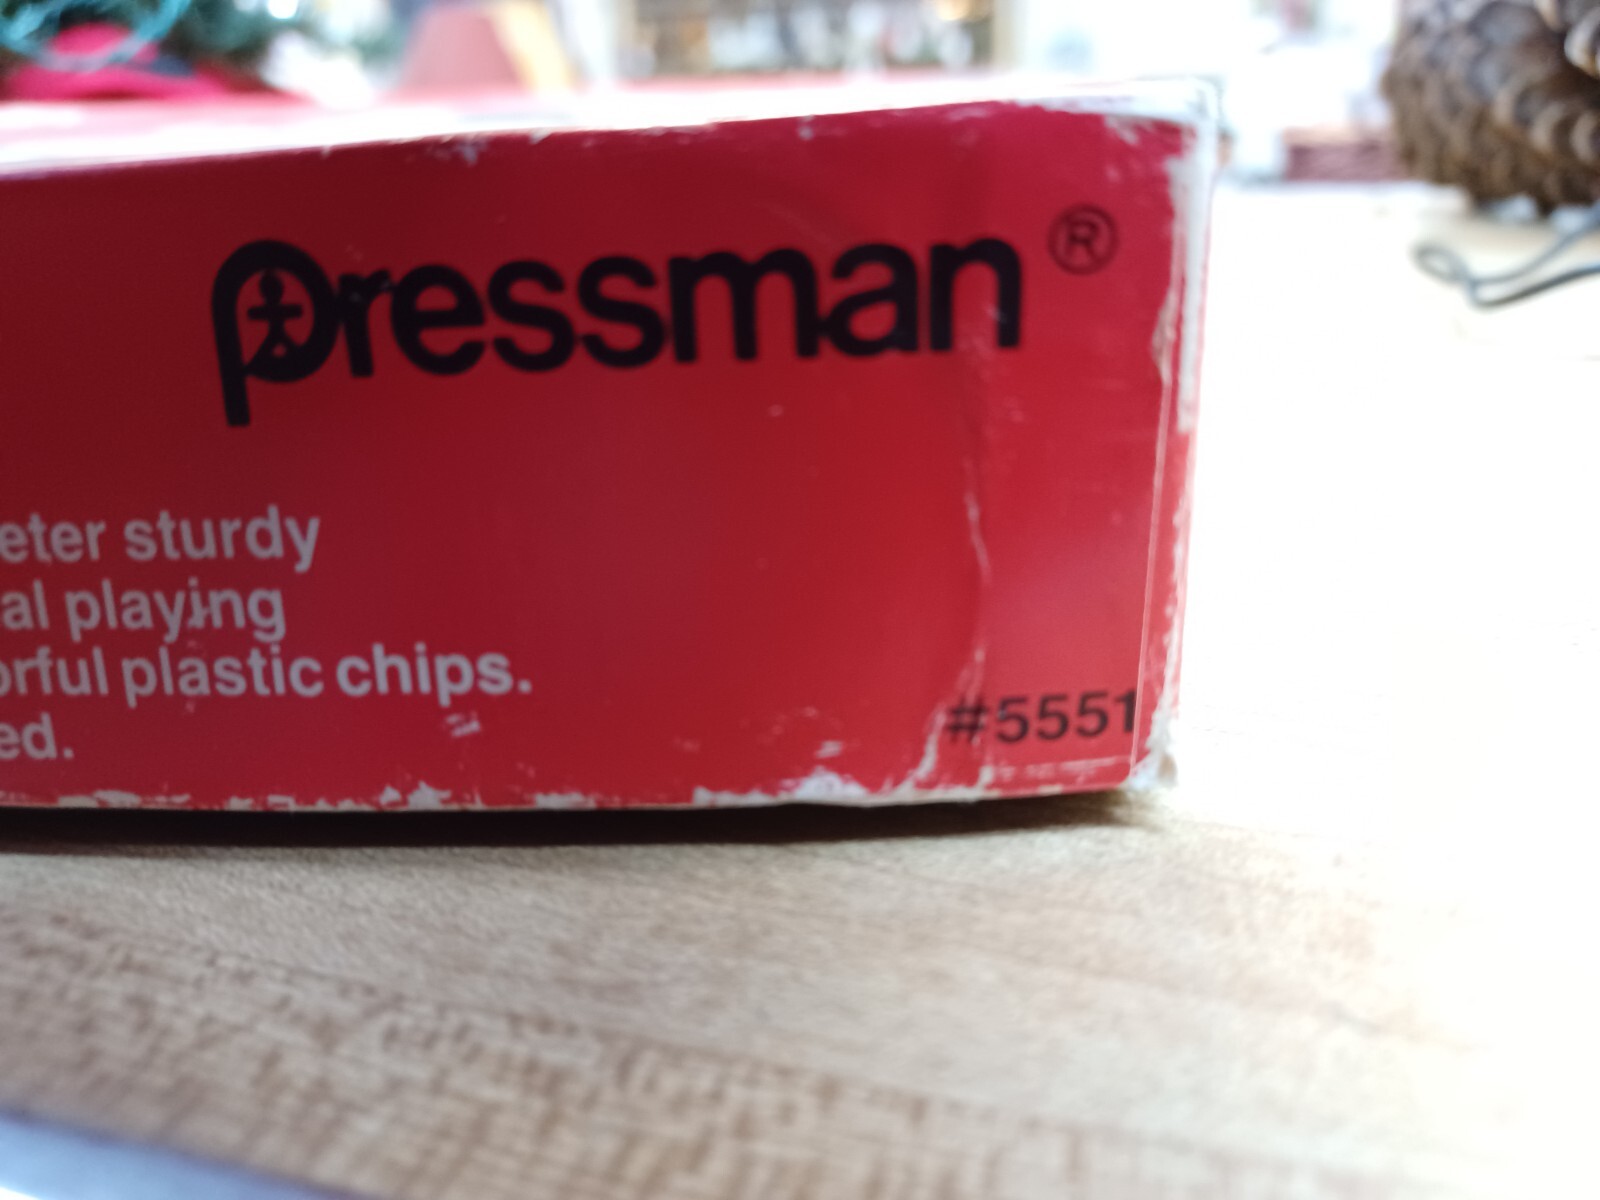 pressman ®
eter sturdy
al playing
orful plastic chips.
ed.
#5551